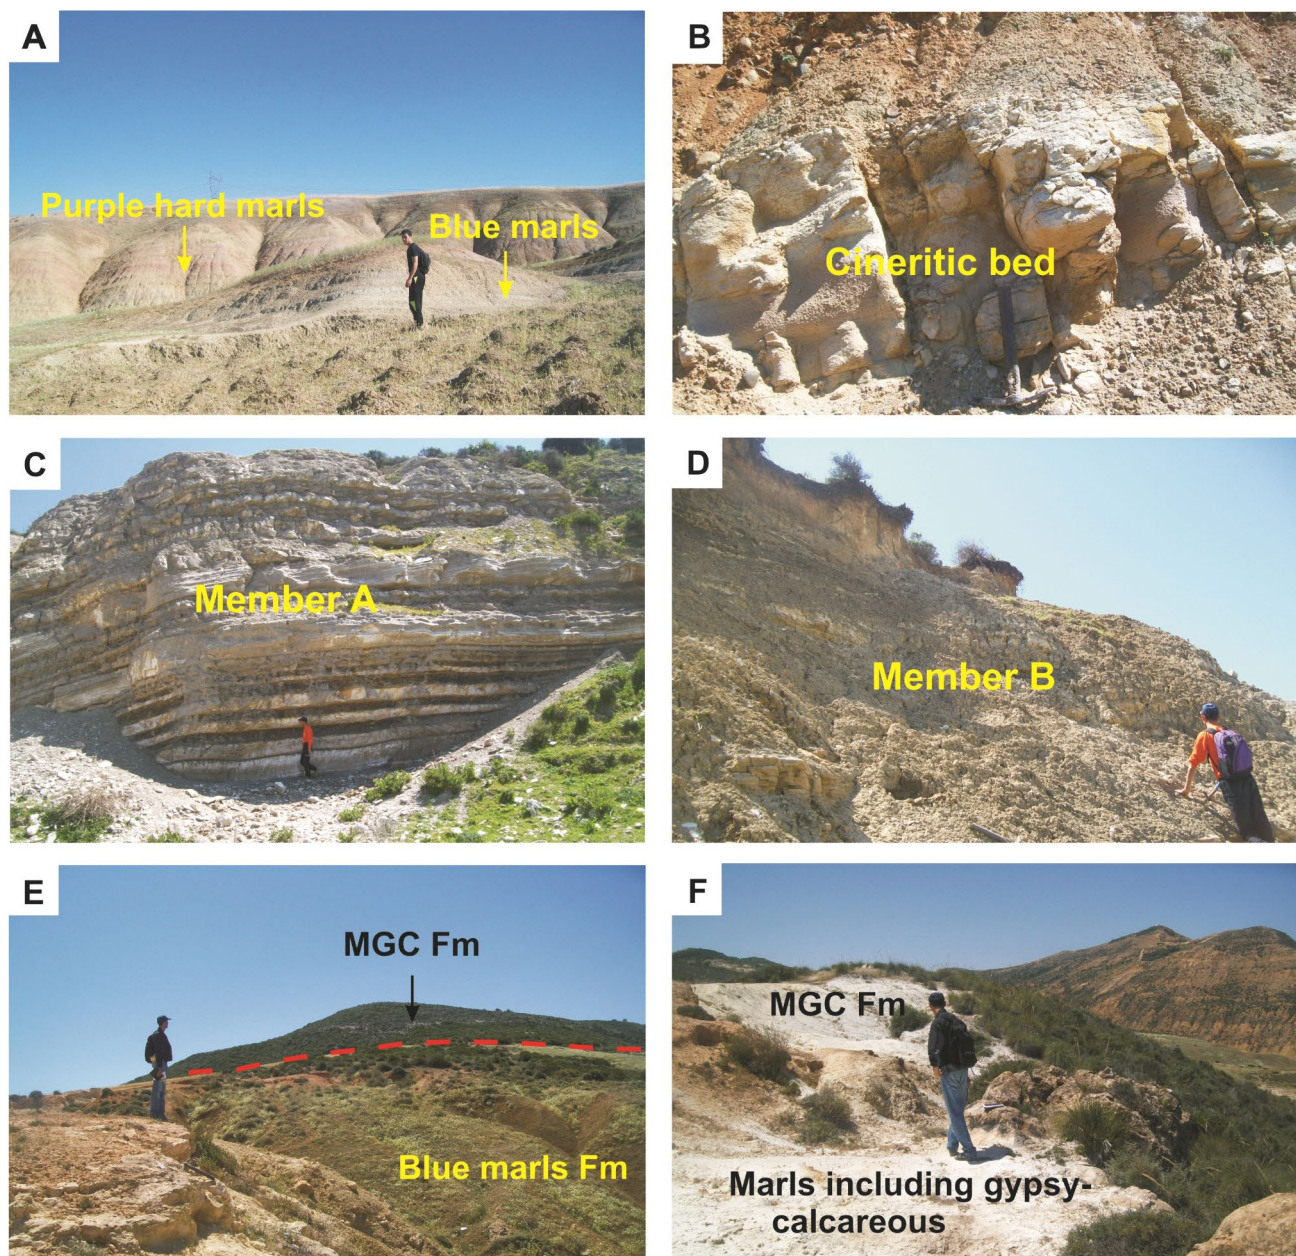 A
Purple hard marls
Blue marls
B
Cineritic bed
C
Member A
D
Member B
E
MGC Fm
Blue marls Fm
F
MGC Fm
Marls including gypsy-
calcareous